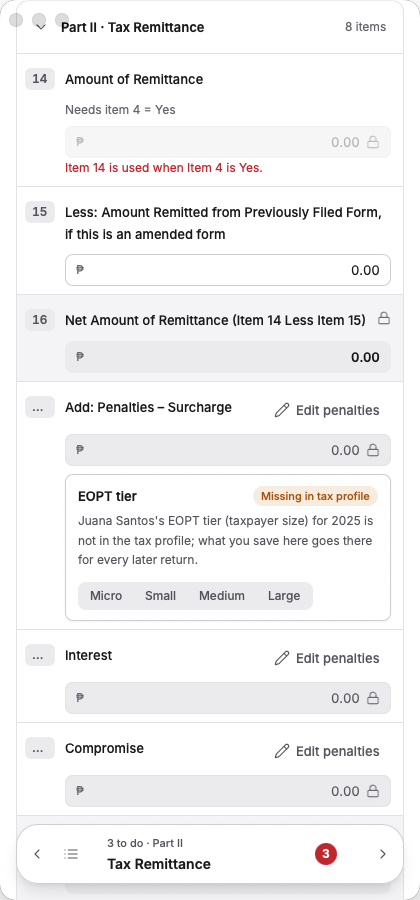 Part II · Tax Remittance
8 items
14
Amount of Remittance
Needs item 4 = Yes
₱
0.00
Item 14 is used when Item 4 is Yes.
15
Less: Amount Remitted from Previously Filed Form,
if this is an amended form
₱
0.00
16
Net Amount of Remittance (Item 14 Less Item 15)
₱
0.00
...
Add: Penalties – Surcharge
Edit penalties
₱
0.00
EOPT tier
Missing in tax profile
Juana Santos's EOPT tier (taxpayer size) for 2025 is
not in the tax profile; what you save here goes there
for every later return.
Micro
Small
Medium
Large
...
Interest
Edit penalties
₱
0.00
...
Compromise
Edit penalties
₱
0.00
3 to do · Part II
Tax Remittance
3